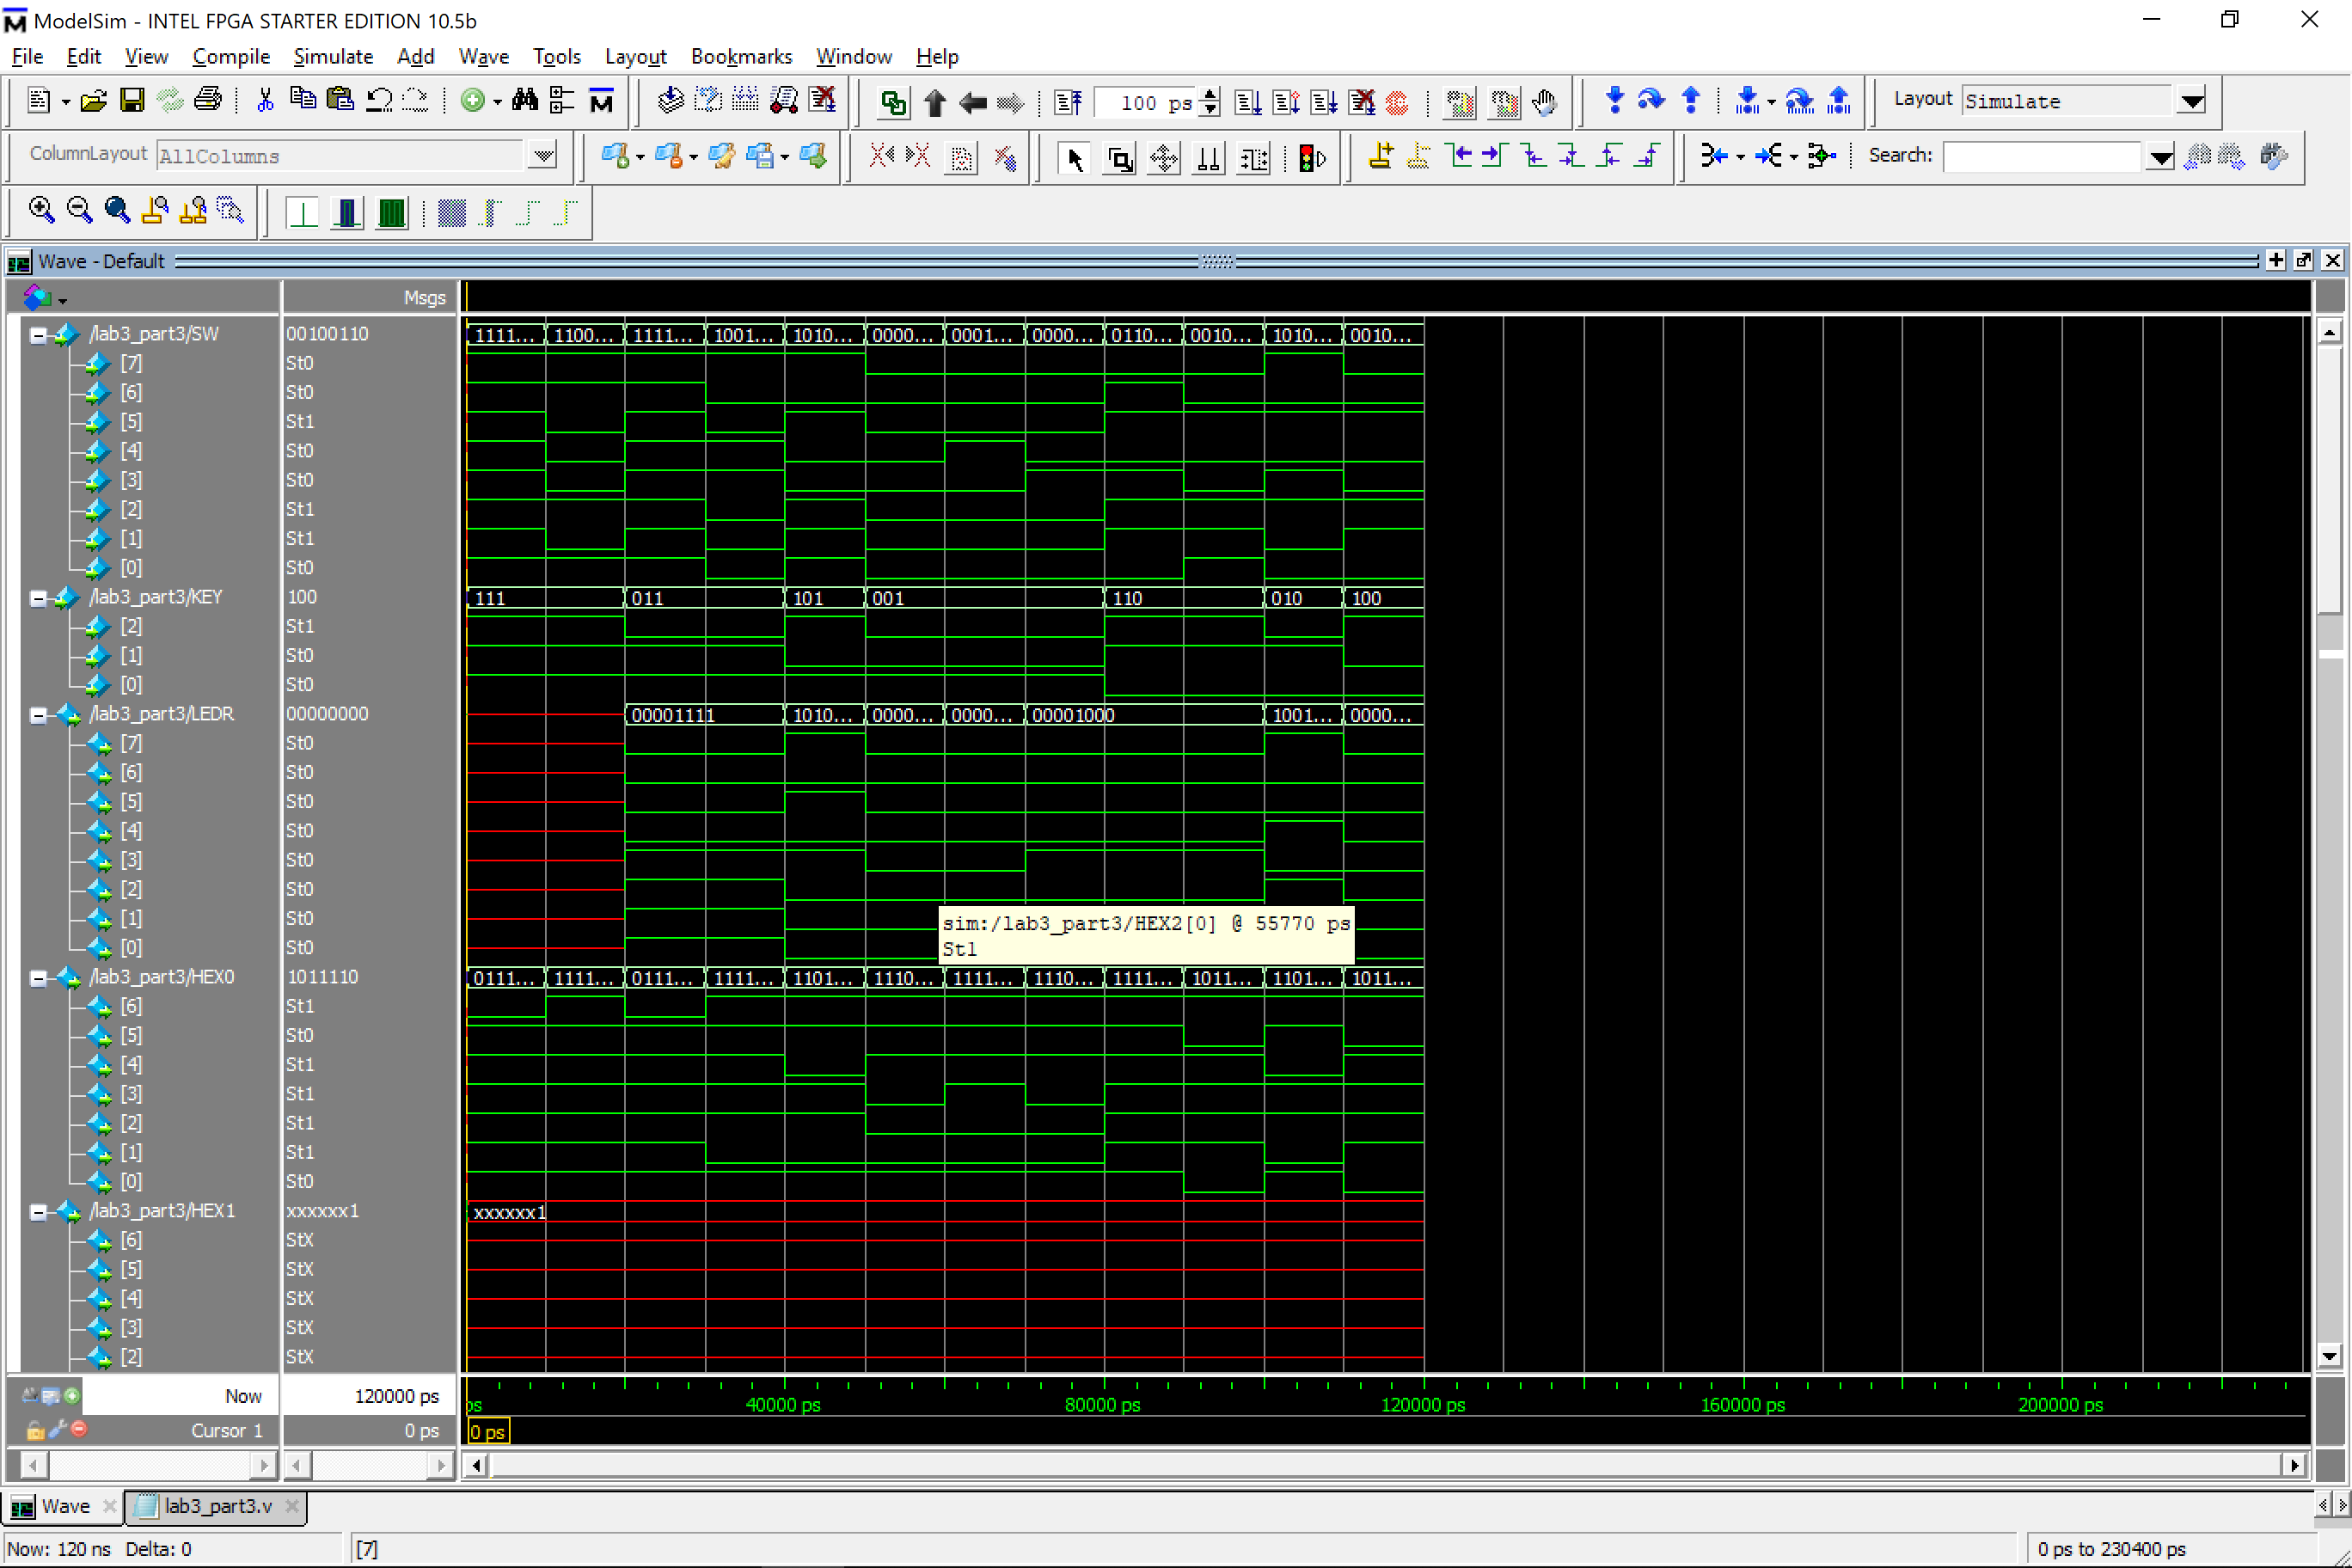 ModelSim - INTEL FPGA STARTER EDITION 10.5b
File Edit View Compile Simulate Add Wave Tools Layout Bookmarks Window Help
100 ps Layout Simulate
ColumnLayout AllColumns Search:
Wave - Default
Msgs
/lab3_part3/SW 00100110 1111... 1100... 1111... 1001... 1010... 0000... 0001... 0000... 0110... 0010... 1010... 0010...
[7] St0
[6] St0
[5] St1
[4] St0
[3] St0
[2] St1
[1] St1
[0] St0
/lab3_part3/KEY 100 111 011 101 001 110 010 100
[2] St1
[1] St0
[0] St0
/lab3_part3/LEDR 00000000 00001111 1010... 0000... 0000... 00001000 1001... 0000...
[7] St0
[6] St0
[5] St0
[4] St0
[3] St0
[2] St0
[1] St0
[0] St0
sim:/lab3_part3/HEX2[0] @ 55770 ps
St1
/lab3_part3/HEX0 1011110 0111... 1111... 0111... 1111... 1101... 1110... 1111... 1110... 1111... 1011... 1101... 1011...
[6] St1
[5] St0
[4] St1
[3] St1
[2] St1
[1] St1
[0] St0
/lab3_part3/HEX1 xxxxxx1 xxxxxx1
[6] StX
[5] StX
[4] StX
[3] StX
[2] StX
Now 120000 ps ps 40000 ps 80000 ps 120000 ps 160000 ps 200000 ps
Cursor 1 0 ps 0 ps
Wave lab3_part3.v
Now: 120 ns Delta: 0 [7] 0 ps to 230400 ps